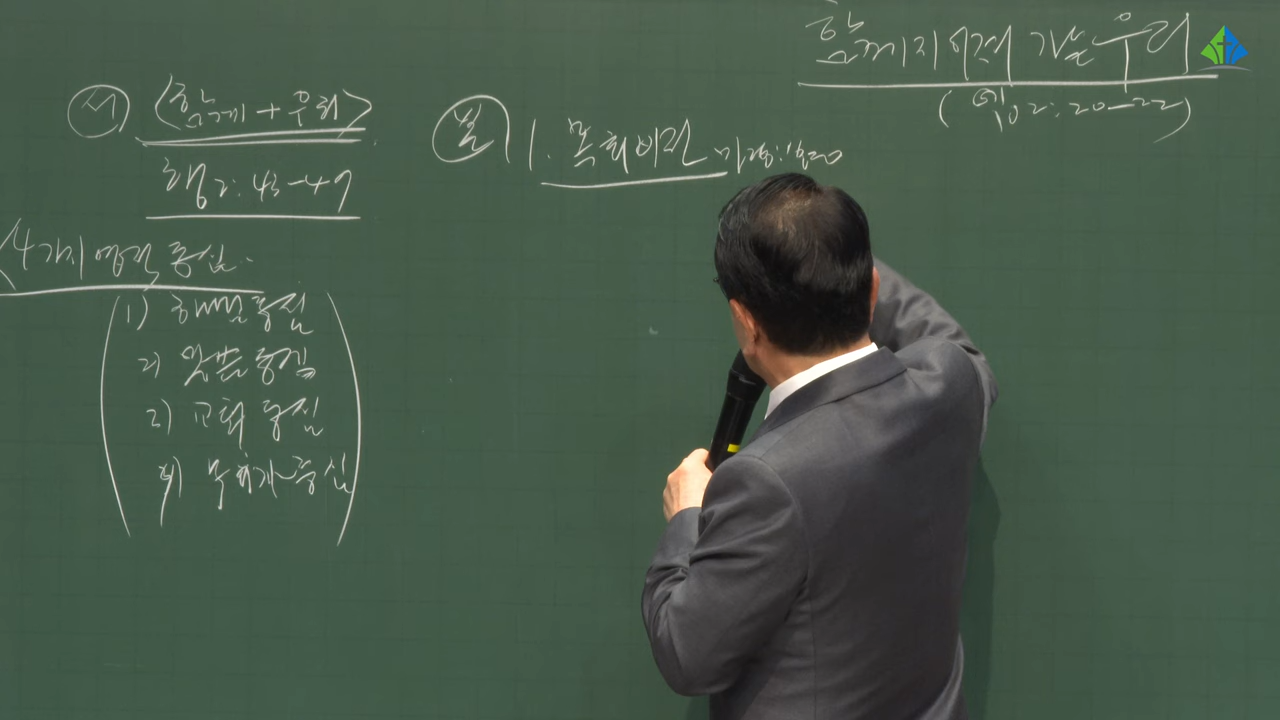 함께 지어져 가는 우리
(엡 2:20-22)
서 <함께 + 우리>
행 2:43-47
4가지 영적 중심
1) 하나님 중심
2) 말씀 중심
3) 교회 중심
4) 목회자 중심
본 1. 목회비전